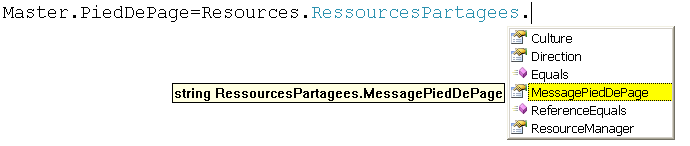 Master.PiedDePage=Resources.RessourcesPartagees.
Culture
Direction
Equals
MessagePiedDePage
ReferenceEquals
ResourceManager
string RessourcesPartagees.MessagePiedDePage